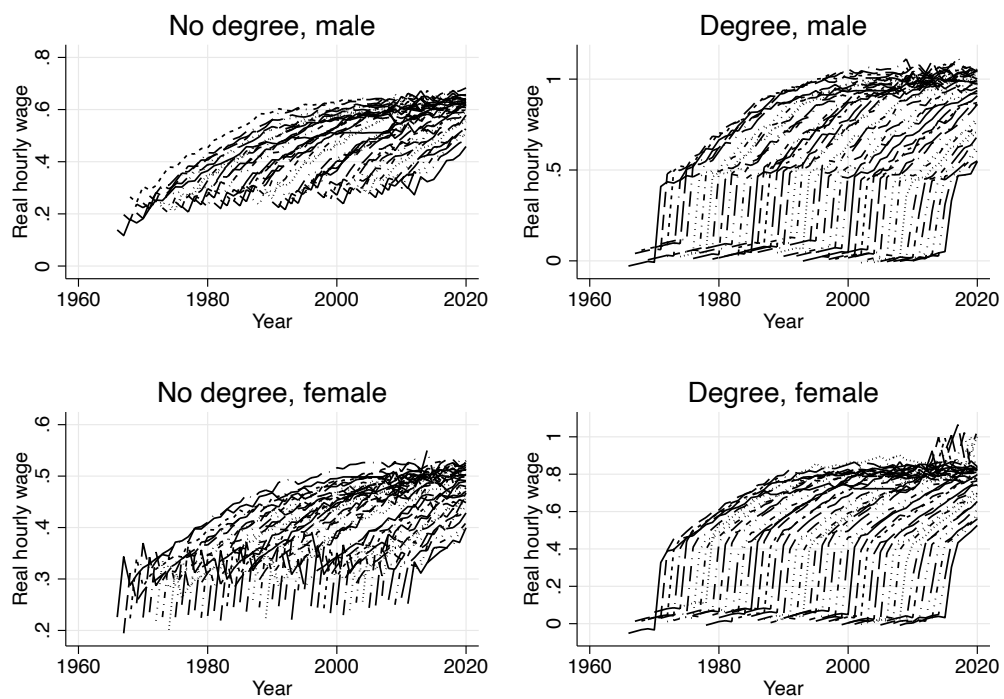 No degree, male
Real hourly wage
.8
.6
.4
.2
0
1960
1980
2000
2020
Year
Degree, male
Real hourly wage
1
.5
0
1960
1980
2000
2020
Year
No degree, female
Real hourly wage
.6
.5
.4
.3
.2
1960
1980
2000
2020
Year
Degree, female
Real hourly wage
1
.8
.6
.4
.2
0
1960
1980
2000
2020
Year